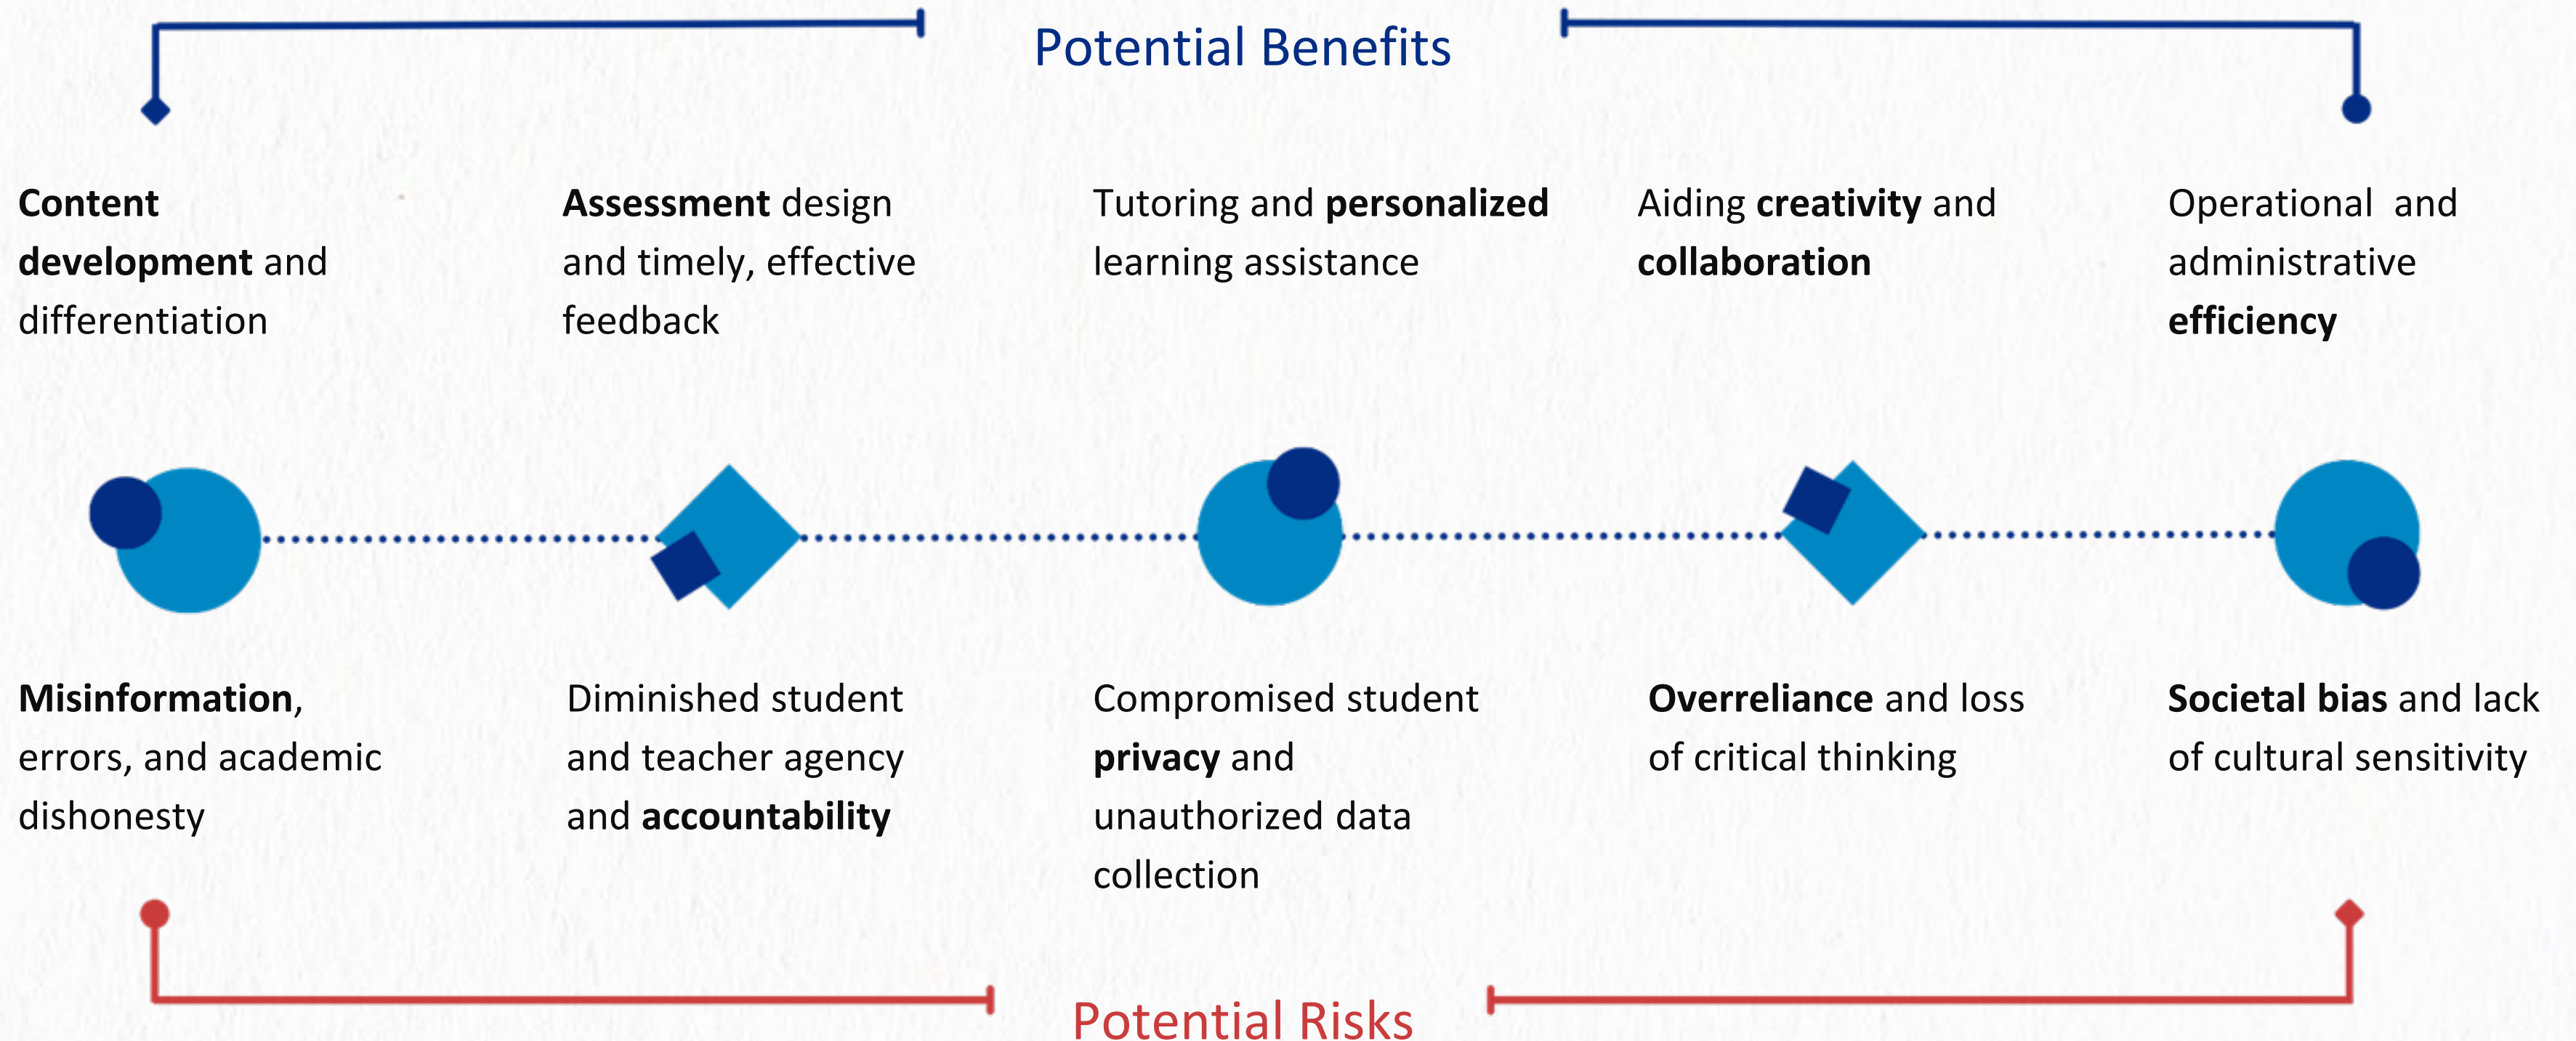 Potential Benefits
Content
development and
differentiation
Assessment design
and timely, effective
feedback
Tutoring and personalized
learning assistance
Aiding creativity and
collaboration
Operational and
administrative
efficiency
Misinformation,
errors, and academic
dishonesty
Diminished student
and teacher agency
and accountability
Compromised student
privacy and
unauthorized data
collection
Overreliance and loss
of critical thinking
Societal bias and lack
of cultural sensitivity
Potential Risks